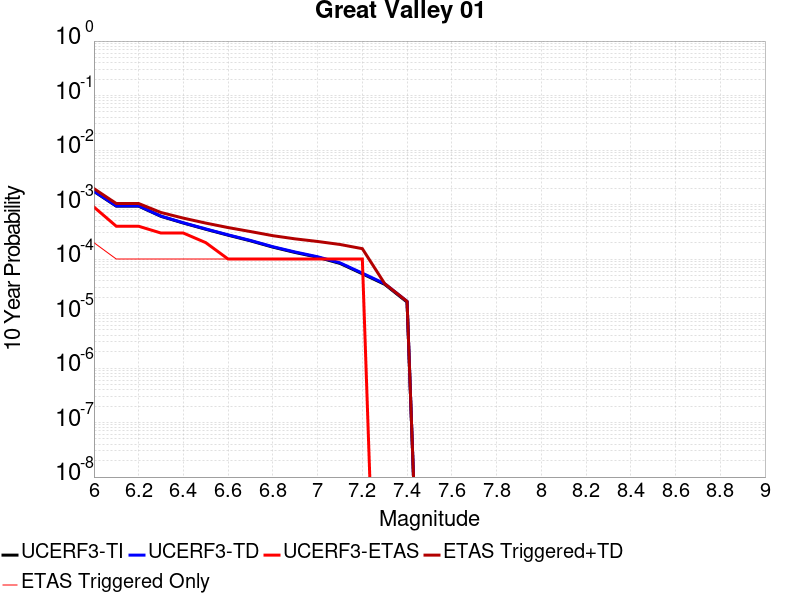 Great Valley 01
10^0
10^-1
10^-2
10^-3
10^-4
10^-5
10^-6
10^-7
10^-8
10 Year Probability
6 6.2 6.4 6.6 6.8 7 7.2 7.4 7.6 7.8 8 8.2 8.4 8.6 8.8 9
Magnitude
UCERF3-TI UCERF3-TD UCERF3-ETAS ETAS Triggered+TD
ETAS Triggered Only